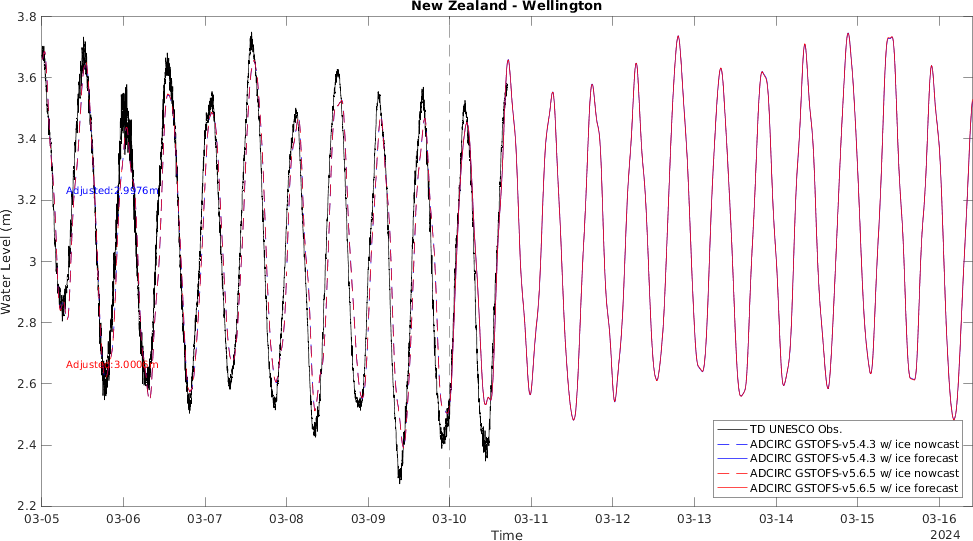 New Zealand - Wellington
3.8
3.6
3.4
3.2
3
2.8
2.6
2.4
2.2
Water Level (m)
Adjusted:2.9976m
Adjusted:3.0006m
TD UNESCO Obs.
ADCIRC GSTOFS-v5.4.3 w/ ice nowcast
ADCIRC GSTOFS-v5.4.3 w/ ice forecast
ADCIRC GSTOFS-v5.6.5 w/ ice nowcast
ADCIRC GSTOFS-v5.6.5 w/ ice forecast
03-05 03-06 03-07 03-08 03-09 03-10 03-11 03-12 03-13 03-14 03-15 03-16
Time
2024